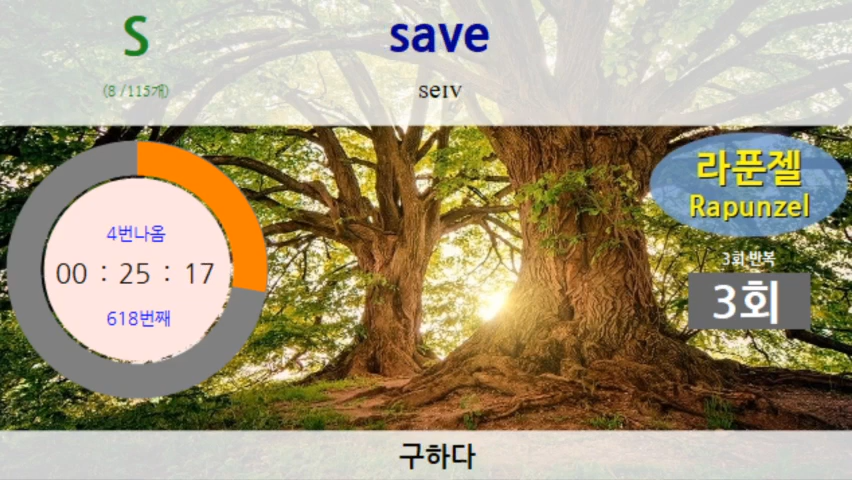 S
save
(8 /115개)
seɪv
라푼젤
Rapunzel
4번나옴
00 : 25 : 17
618번째
3회 반복
3회
구하다